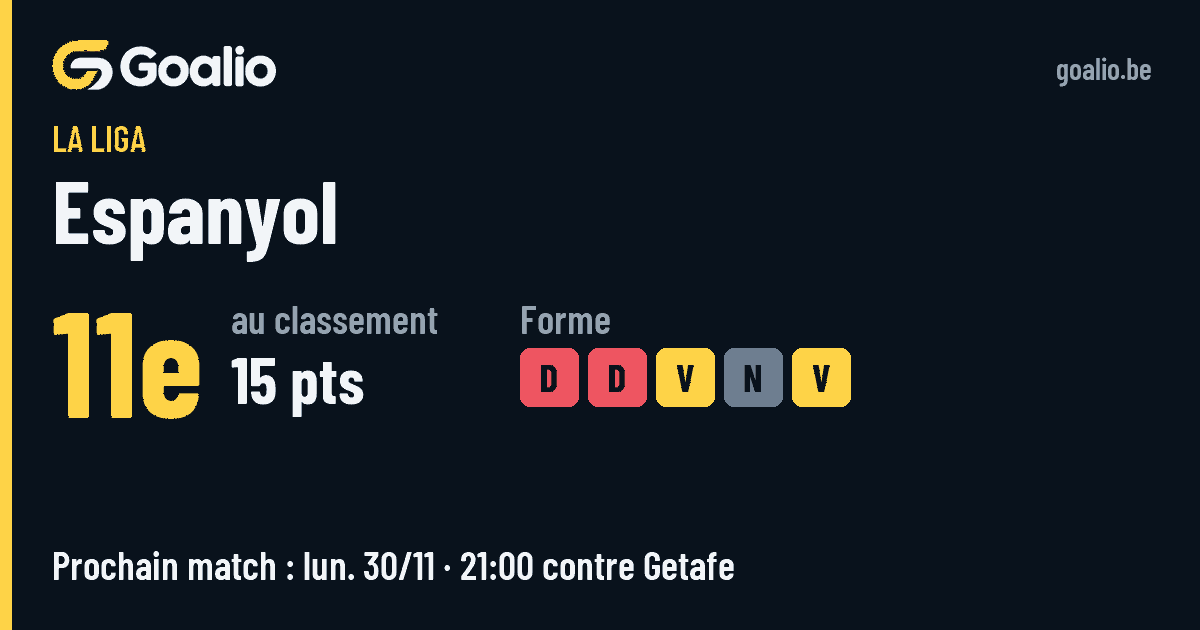 Goalio
goalio.be
LA LIGA
Espanyol
11e
au classement
15 pts
Forme
D D V N V
Prochain match : lun. 30/11 · 21:00 contre Getafe